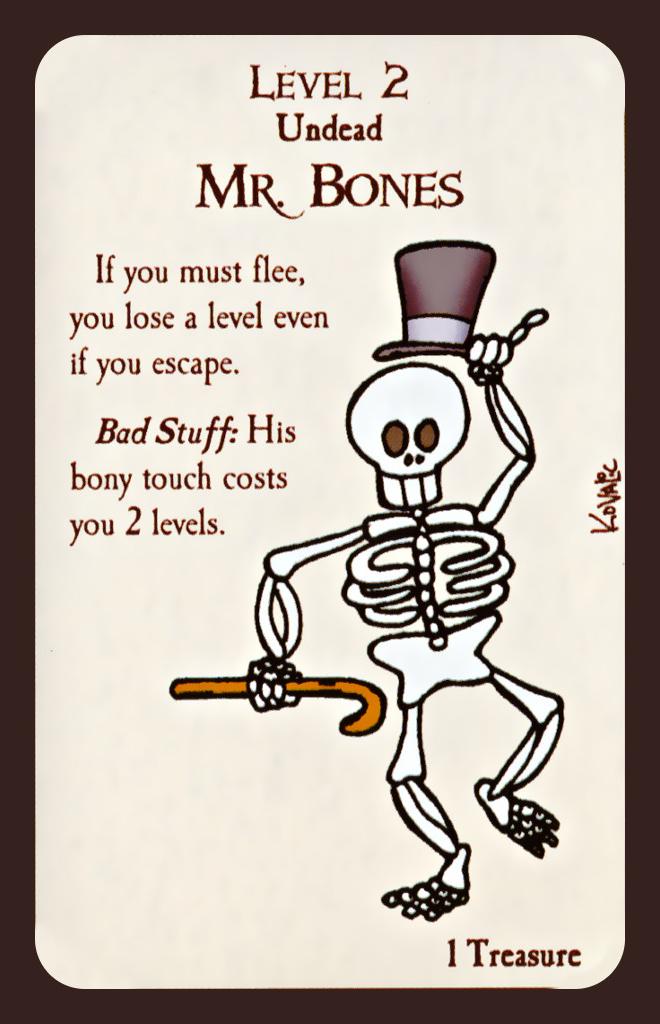 Level 2
Undead
Mr. Bones
If you must flee,
you lose a level even
if you escape.
Bad Stuff: His
bony touch costs
you 2 levels.
Kovalic
1 Treasure